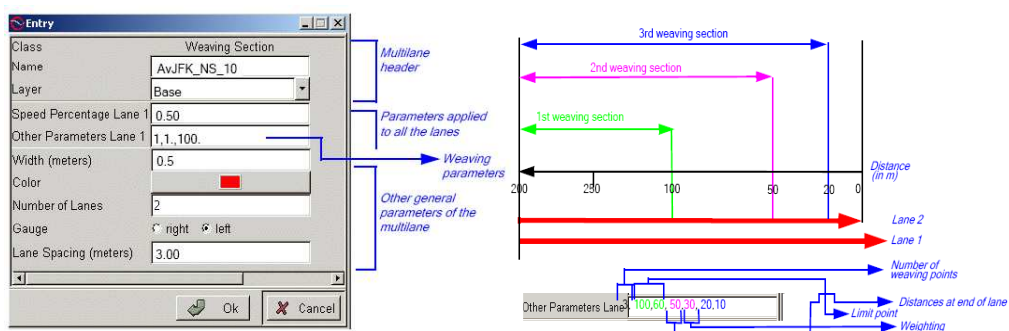 Entry
Class Weaving Section
Name AvJFK_NS_10
Layer Base
Speed Percentage Lane 1 0.50
Other Parameters Lane 1 1,1.,100.
Width (meters) 0.5
Color
Number of Lanes 2
Gauge right left
Lane Spacing (meters) 3.00
Ok Cancel
Multilane
header
Parameters applied
to all the lanes
Weaving
parameters
Other general
parameters of the
multilane
3rd weaving section
2nd weaving section
1st weaving section
Distance
(in m)
200 250 100 50 20 0
Lane 2
Lane 1
Number of
weaving points
Other Parameters Lane 3, 100,60, 50,30, 20,10
Distances at end of lane
Limit point
Weighting